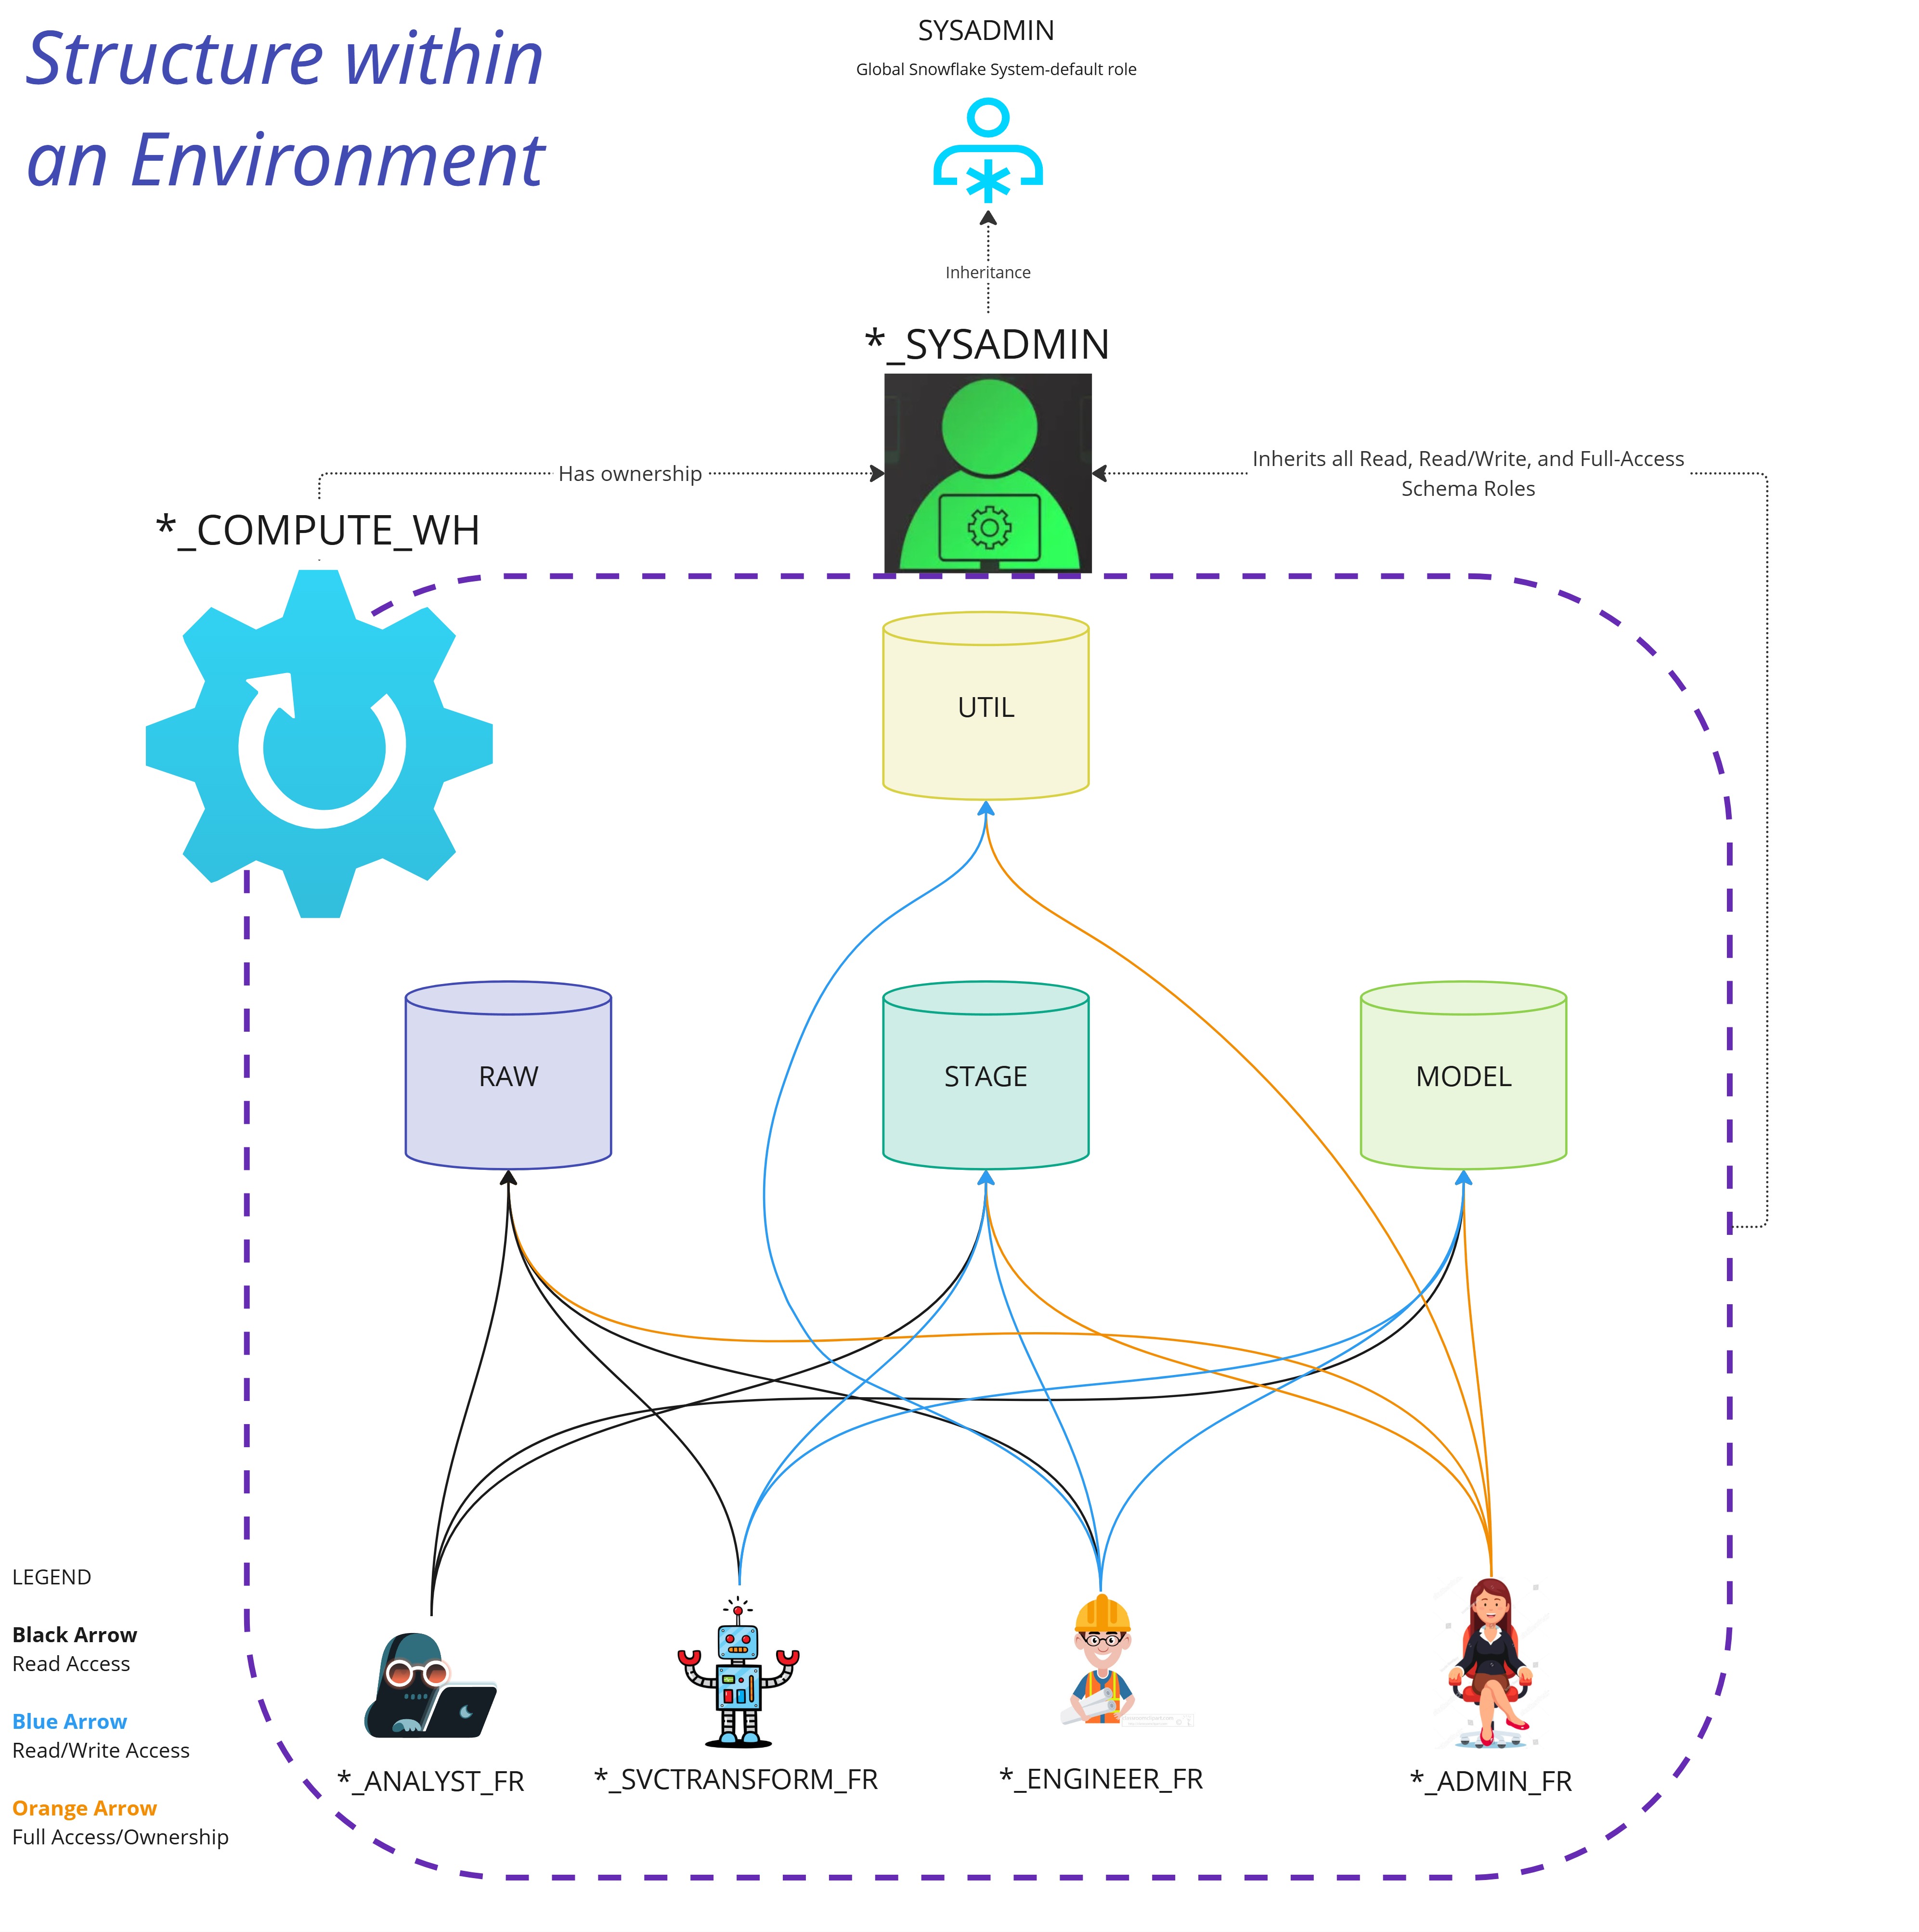 Structure within
an Environment
SYSADMIN
Global Snowflake System-default role
Inheritance
*_SYSADMIN
Has ownership
Inherits all Read, Read/Write, and Full-Access
Schema Roles
*_COMPUTE_WH
UTIL
RAW
STAGE
MODEL
LEGEND
Black Arrow
Read Access
Blue Arrow
Read/Write Access
Orange Arrow
Full Access/Ownership
*_ANALYST_FR
*_SVCTRANSFORM_FR
*_ENGINEER_FR
*_ADMIN_FR